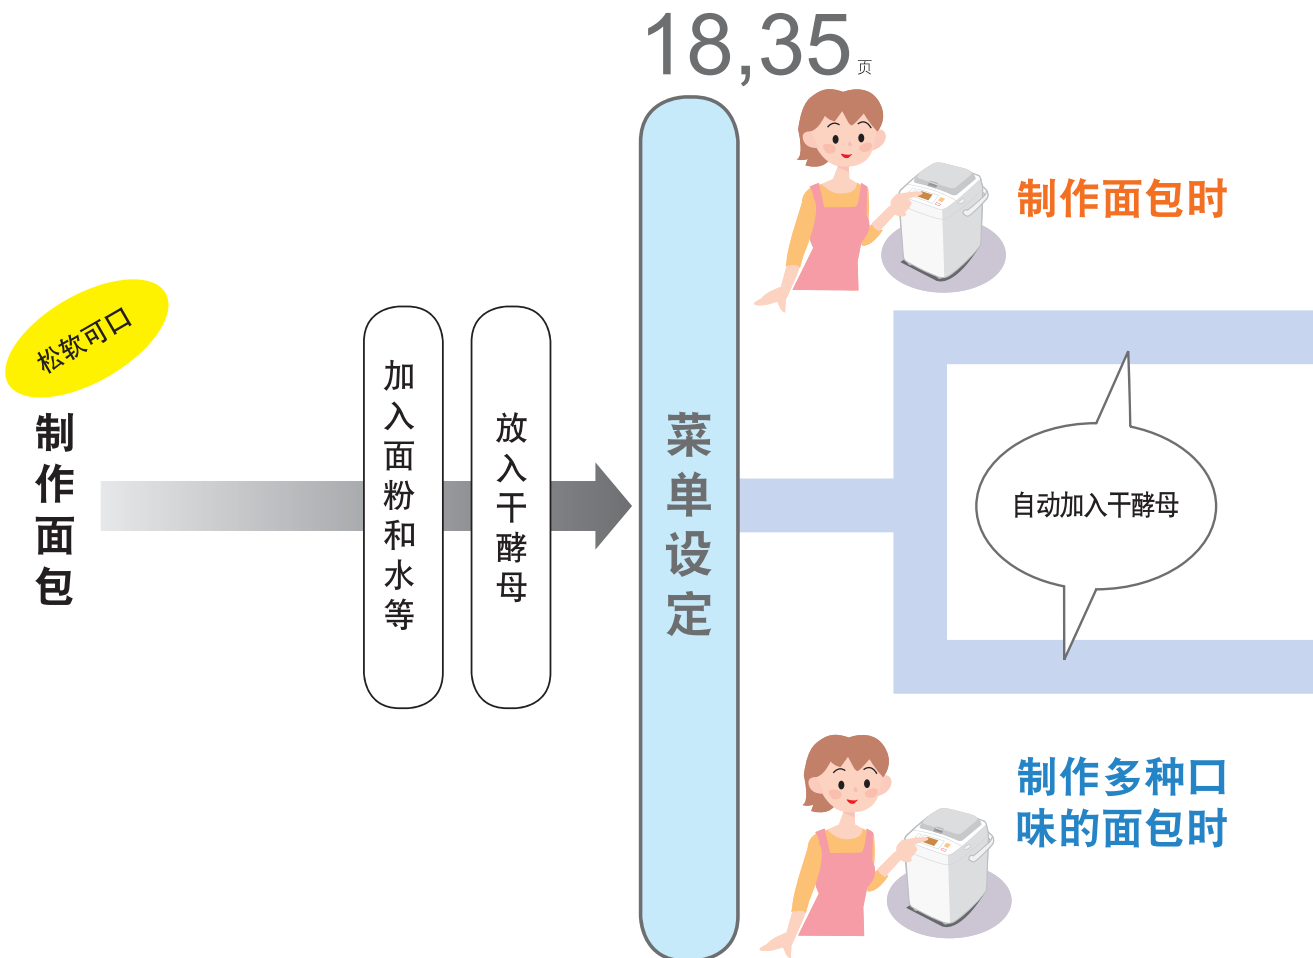 18,35页
松软可口
制作面包
加入面粉和水等
放入干酵母
菜单设定
制作面包时
自动加入干酵母
制作多种口
味的面包时